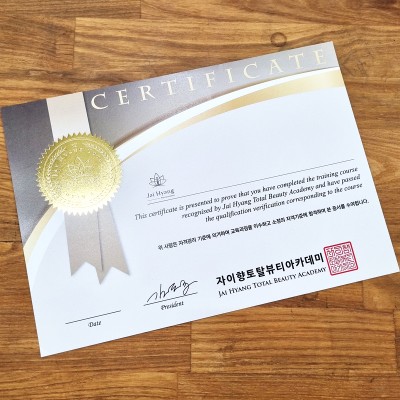 CERTIFICATE
Jai Hyang
This certificate is presented to prove that you have completed the training course
recognised by Jai Hyang Total Beauty Academy and have passed
the qualification verification corresponding to the course
위 사람은 자격관리 기준에 의거하여 교육과정을 이수하고 소정의 자격기준에 합격하여 본 증서를 수여합니다.
자이향토탈뷰티아카데미
JAI HYANG TOTAL BEAUTY ACADEMY
President
Date